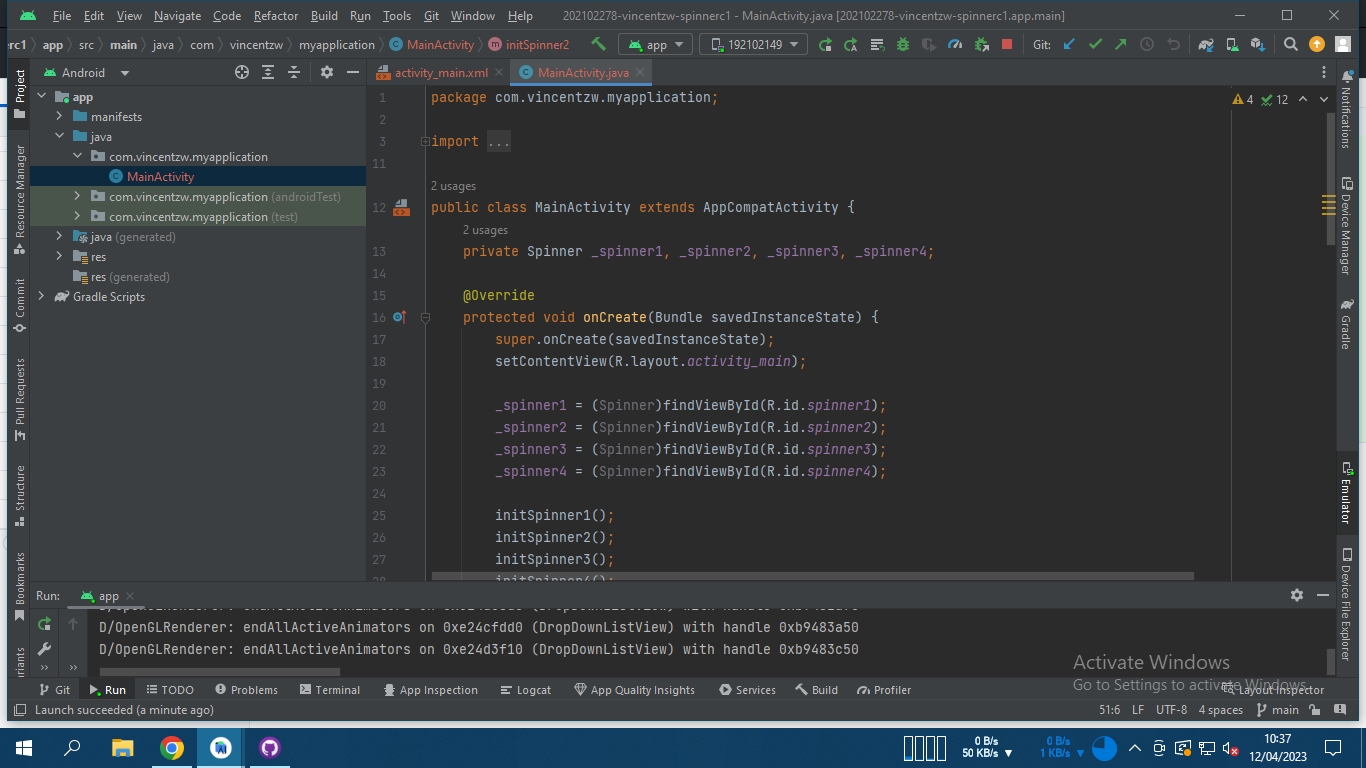 File Edit View Navigate Code Refactor Build Run Tools Git Window Help 202102278-vincentzw-spinnerc1 - MainActivity.java [202102278-vincentzw-spinnerc1.app.main]
rc1 app src main java com vincentzw myapplication MainActivity initSpinner2 app 192102149 Git:
Android
activity_main.xml MainActivity.java
Project
Resource Manager
Commit
Pull Requests
Structure
Bookmarks
app
manifests
java
com.vincentzw.myapplication
MainActivity
com.vincentzw.myapplication (androidTest)
com.vincentzw.myapplication (test)
java (generated)
res
res (generated)
Gradle Scripts
4 12
1 package com.vincentzw.myapplication;
2
3 import ...
11
2 usages
12 public class MainActivity extends AppCompatActivity {
2 usages
13 private Spinner _spinner1, _spinner2, _spinner3, _spinner4;
14
15 @Override
16 protected void onCreate(Bundle savedInstanceState) {
17 super.onCreate(savedInstanceState);
18 setContentView(R.layout.activity_main);
19
20 _spinner1 = (Spinner)findViewById(R.id.spinner1);
21 _spinner2 = (Spinner)findViewById(R.id.spinner2);
22 _spinner3 = (Spinner)findViewById(R.id.spinner3);
23 _spinner4 = (Spinner)findViewById(R.id.spinner4);
24
25 initSpinner1();
26 initSpinner2();
27 initSpinner3();
28 initSpinner4();
Notifications
Device Manager
Gradle
Emulator
Device File Explorer
Run: app
D/OpenGLRenderer: endAllActiveAnimators on 0xe24cfdd0 (DropDownListView) with handle 0xb9483a50
D/OpenGLRenderer: endAllActiveAnimators on 0xe24d3f10 (DropDownListView) with handle 0xb9483c50
Activate Windows
Go to Settings to activate Windows.
Git Run TODO Problems Terminal App Inspection Logcat App Quality Insights Services Build Profiler Layout Inspector
Launch succeeded (a minute ago) 51:6 LF UTF-8 4 spaces main
0 B/s
50 KB/s
0 B/s
1 KB/s
10:37
12/04/2023